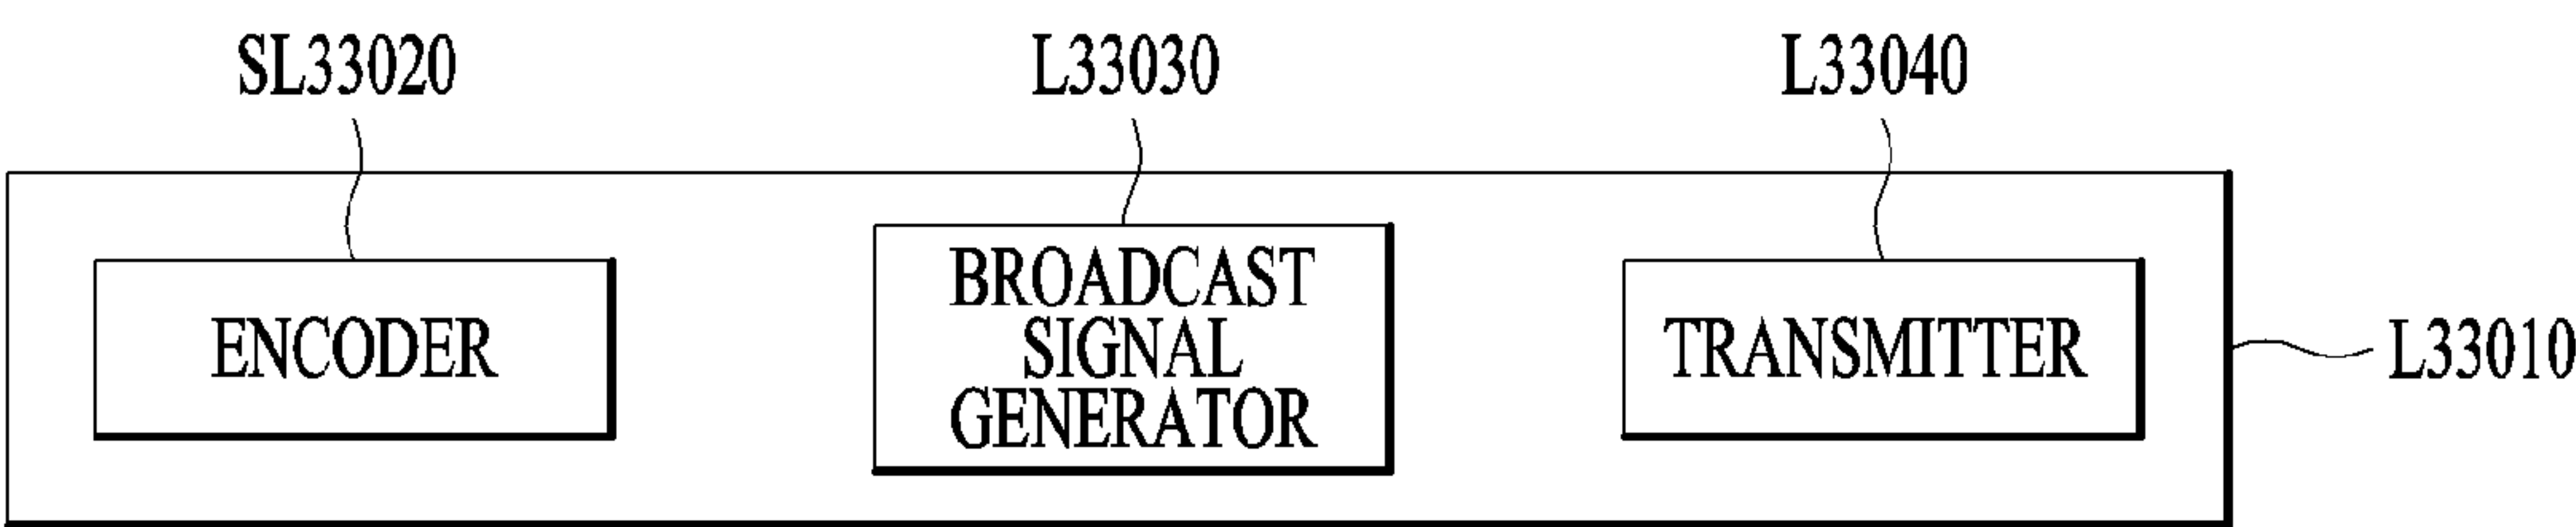 SL33020
L33030
L33040
ENCODER
BROADCAST
SIGNAL
GENERATOR
TRANSMITTER
L33010